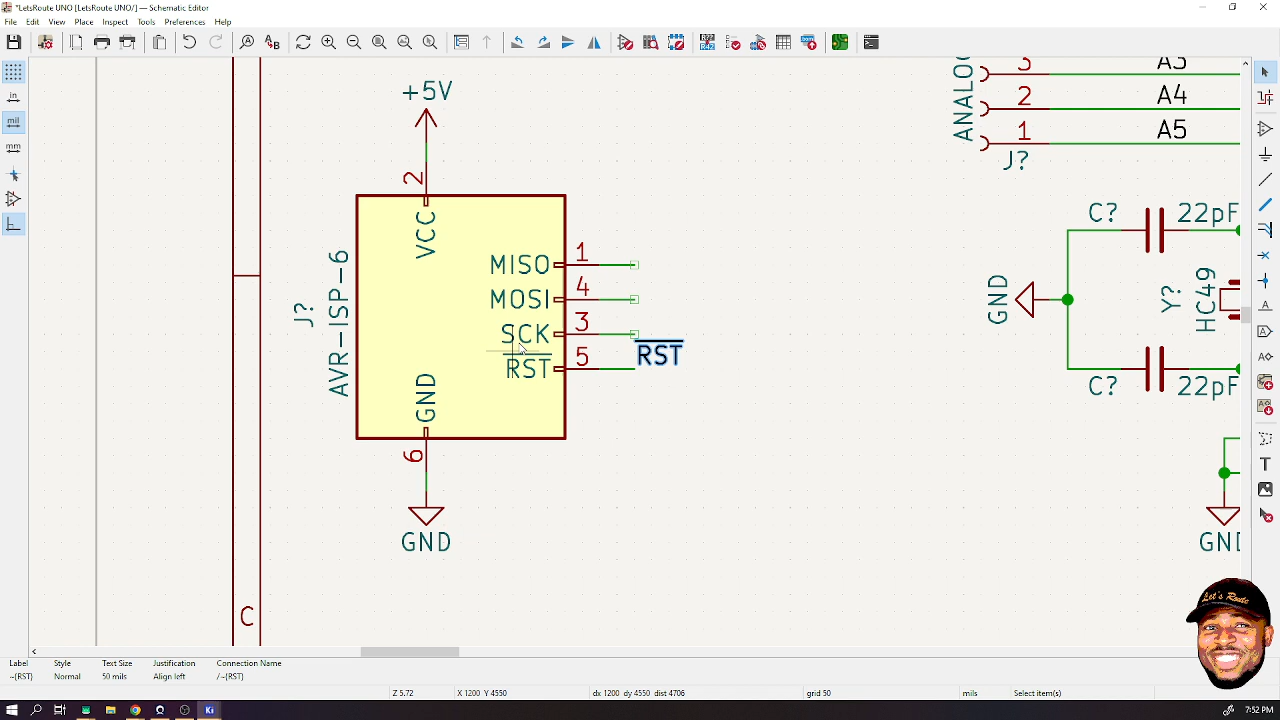 *LetsRoute UNO [LetsRoute UNO/] — Schematic Editor
File Edit View Place Inspect Tools Preferences Help
in
mil
mm
+5V
2
VCC
MISO 1
MOSI 4
SCK 3
RST 5
RST
GND
6
GND
J?
AVR-ISP-6
C
ANALO
3 A3
2 A4
1 A5
J?
C? 22pF
GND
Y?
HC49
C? 22pF
GND
Let's Route
Label Style Text Size Justification Connection Name
~{RST} Normal 50 mils Align left /~{RST}
Z 5.72 X 1200 Y 4550 dx 1200 dy 4550 dist 4706 grid 50 mils Select item(s)
7:52 PM